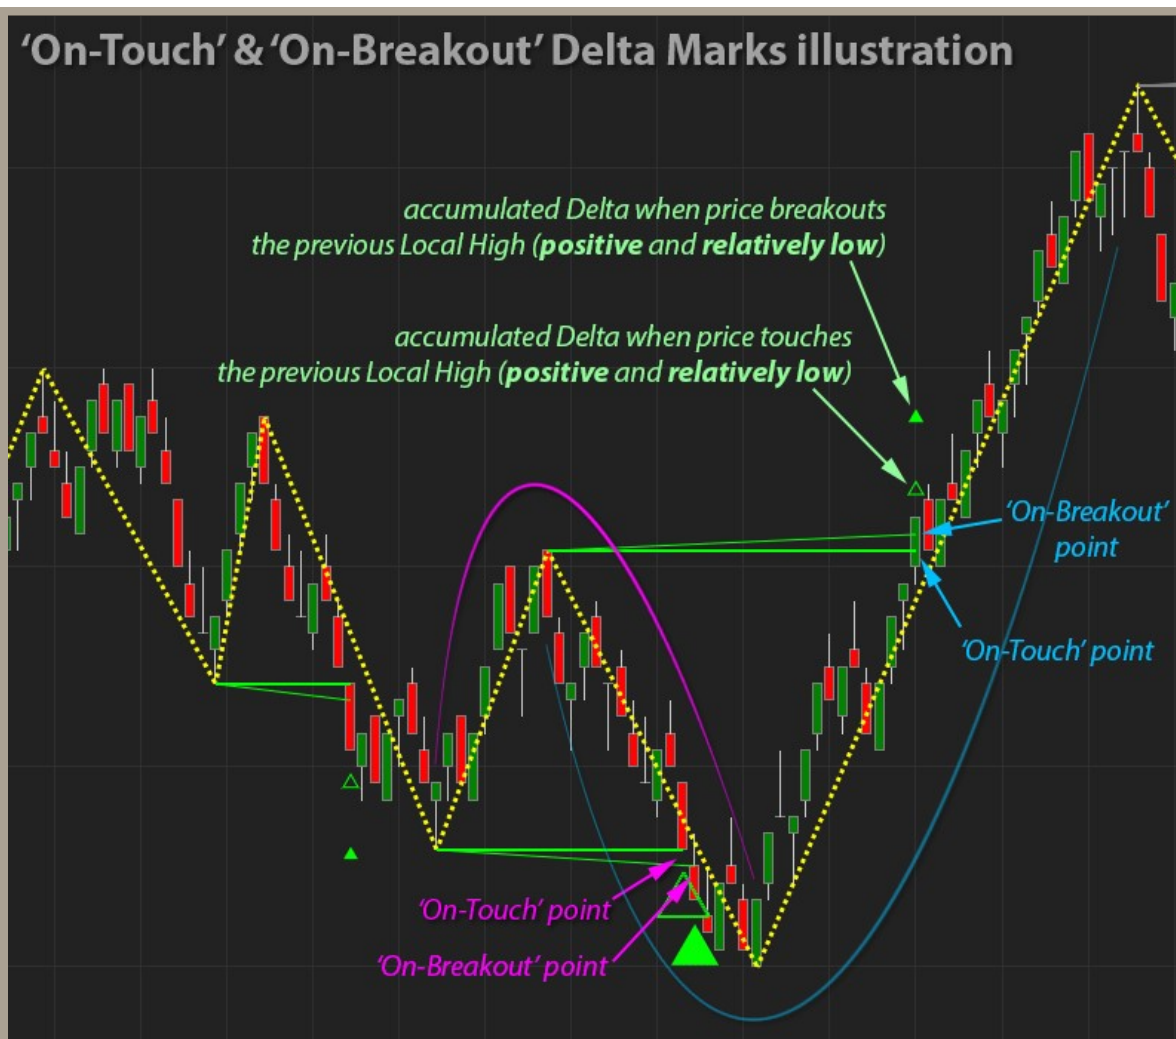 ‘On-Touch’ & ‘On-Breakout’ Delta Marks illustration
accumulated Delta when price breakouts
the previous Local High (positive and relatively low)
accumulated Delta when price touches
the previous Local High (positive and relatively low)
‘On-Breakout’
point
‘On-Touch’ point
‘On-Touch’ point
‘On-Breakout’ point